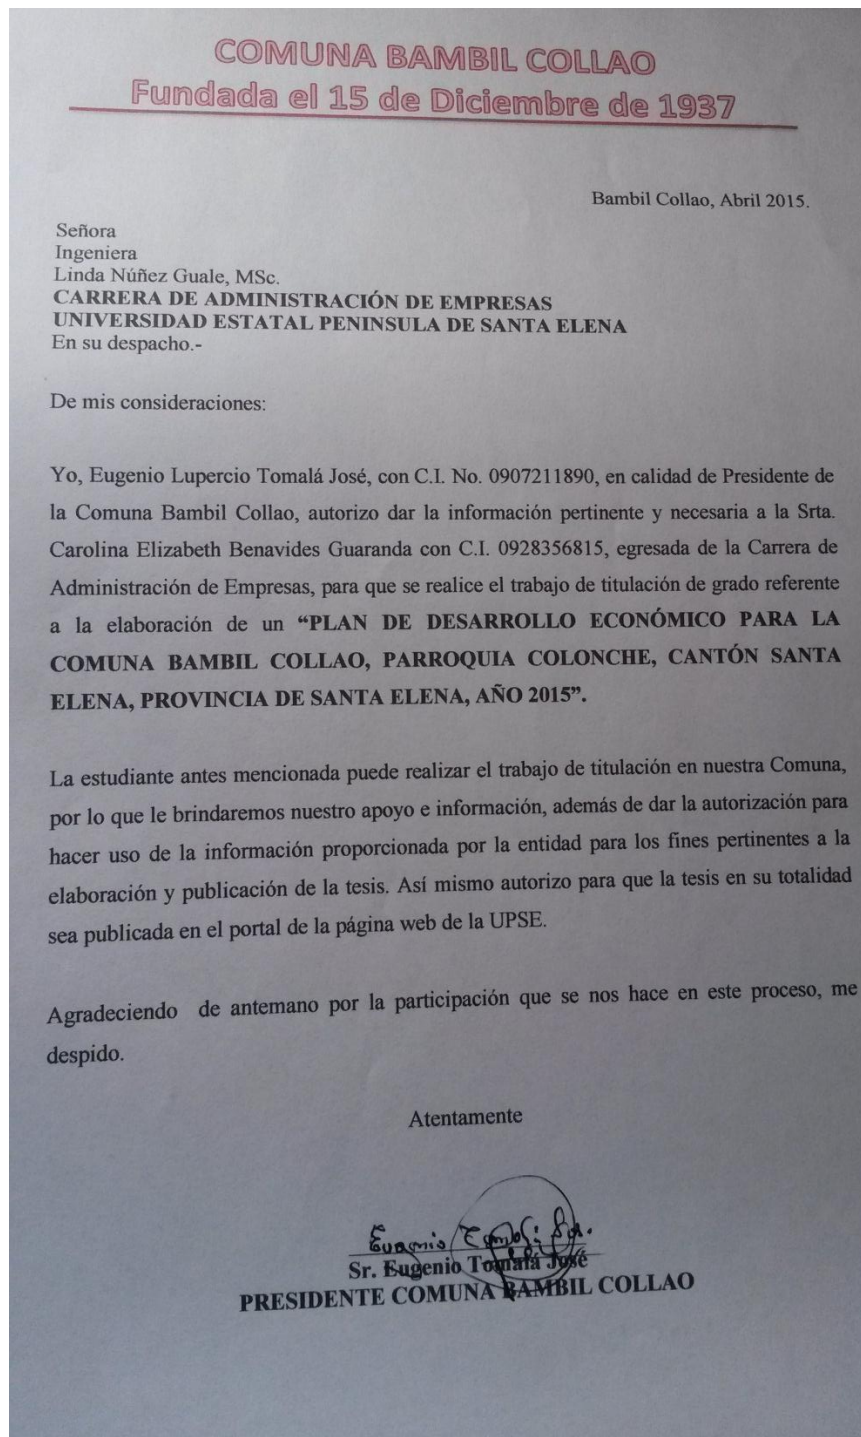 COMUNA BAMBIL COLLAO
Fundada el 15 de Diciembre de 1937
Bambil Collao, Abril 2015.
Señora
Ingeniera
Linda Núñez Guale, MSc.
CARRERA DE ADMINISTRACIÓN DE EMPRESAS
UNIVERSIDAD ESTATAL PENINSULA DE SANTA ELENA
En su despacho.-
De mis consideraciones:
Yo, Eugenio Lupercio Tomalá José, con C.I. No. 0907211890, en calidad de Presidente de
la Comuna Bambil Collao, autorizo dar la información pertinente y necesaria a la Srta.
Carolina Elizabeth Benavides Guaranda con C.I. 0928356815, egresada de la Carrera de
Administración de Empresas, para que se realice el trabajo de titulación de grado referente
a la elaboración de un “PLAN DE DESARROLLO ECONÓMICO PARA LA
COMUNA BAMBIL COLLAO, PARROQUIA COLONCHE, CANTÓN SANTA
ELENA, PROVINCIA DE SANTA ELENA, AÑO 2015”.
La estudiante antes mencionada puede realizar el trabajo de titulación en nuestra Comuna,
por lo que le brindaremos nuestro apoyo e información, además de dar la autorización para
hacer uso de la información proporcionada por la entidad para los fines pertinentes a la
elaboración y publicación de la tesis. Así mismo autorizo para que la tesis en su totalidad
sea publicada en el portal de la página web de la UPSE.
Agradeciendo de antemano por la participación que se nos hace en este proceso, me
despido.
Atentamente
Sr. Eugenio Tomalá José
PRESIDENTE COMUNA BAMBIL COLLAO